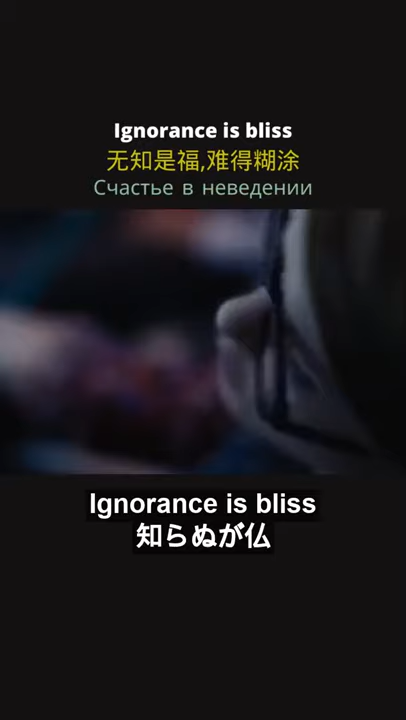 Ignorance is bliss
无知是福,难得糊涂
Счастье в неведении
Ignorance is bliss
知らぬが仏